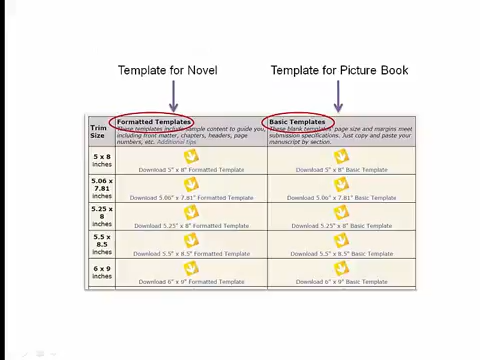 Template for Novel
Template for Picture Book
Trim Size
Formatted Templates
These templates include sample content to guide you,
including front matter, chapters, headers, page
numbers, etc. Additional tips
Basic Templates
These blank templates' page size and margins meet
submission specifications. Just copy and paste your
manuscript by section.
5 x 8
inches
Download 5" x 8" Formatted Template
Download 5" x 8" Basic Template
5.06 x
7.81
inches
Download 5.06" x 7.81" Formatted Template
Download 5.06" x 7.81" Basic Template
5.25 x
8
inches
Download 5.25" x 8" Formatted Template
Download 5.25" x 8" Basic Template
5.5 x
8.5
inches
Download 5.5" x 8.5" Formatted Template
Download 5.5" x 8.5" Basic Template
6 x 9
inches
Download 6" x 9" Formatted Template
Download 6" x 9" Basic Template